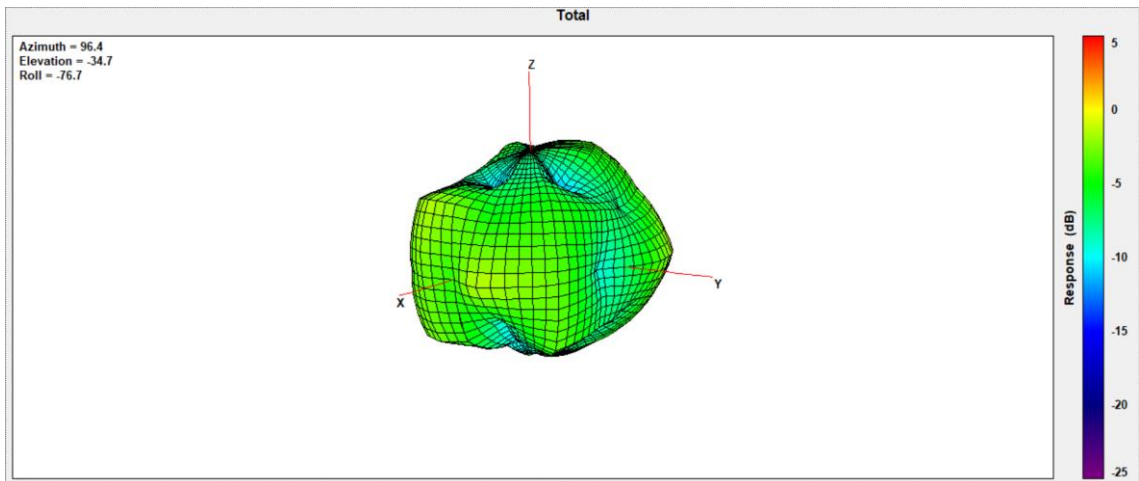 Total
Azimuth = 96.4
Elevation = -34.7
Roll = -76.7
Z
X
Y
5
0
-5
-10
-15
-20
-25
Response (dB)